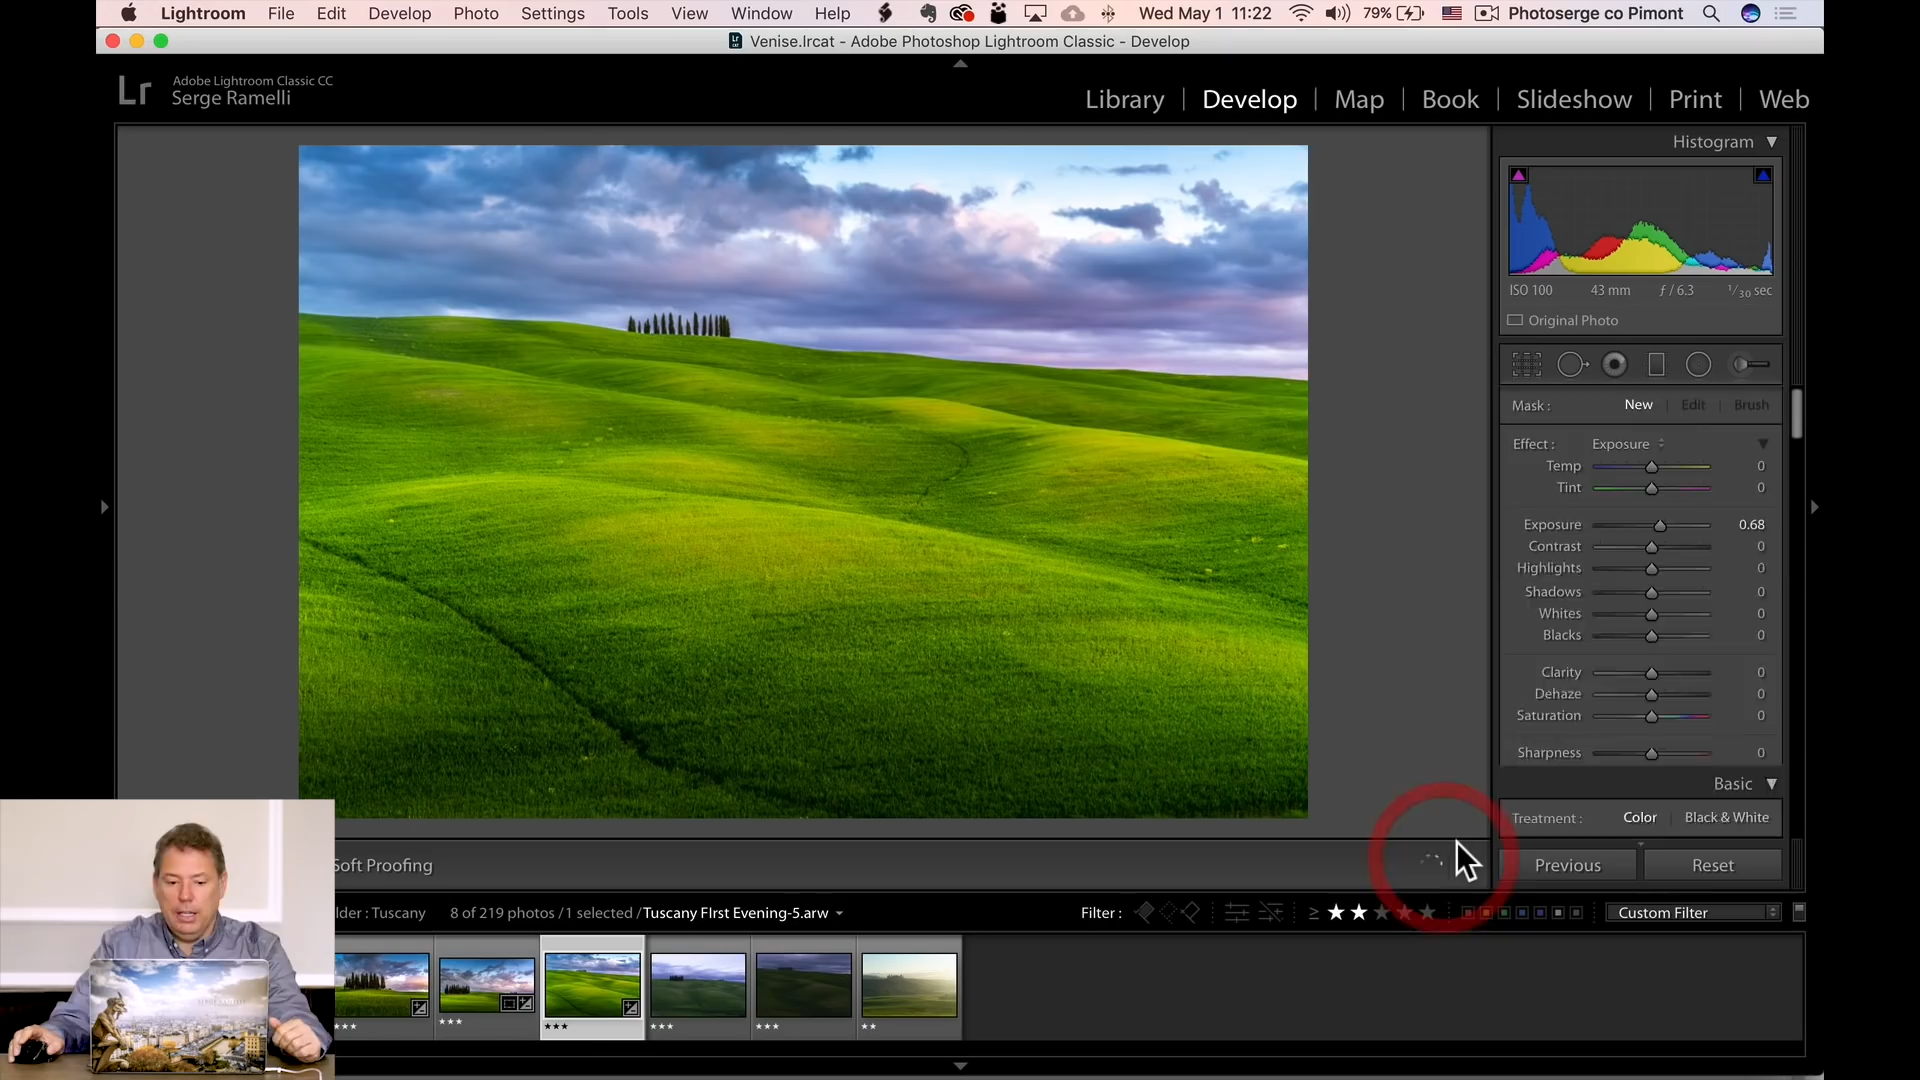 Lightroom File Edit Develop Photo Settings Tools View Window Help Wed May 1 11:22 79% Photoserge co Pimont
Venise.lrcat - Adobe Photoshop Lightroom Classic - Develop
Lr Adobe Lightroom Classic CC
Serge Ramelli
Library | Develop | Map | Book | Slideshow | Print | Web
Histogram
ISO 100 43 mm ƒ / 6.3 1/30 sec
Original Photo
Mask : New | Edit | Brush
Effect : Exposure
Temp 0
Tint 0
Exposure 0.68
Contrast 0
Highlights 0
Shadows 0
Whites 0
Blacks 0
Clarity 0
Dehaze 0
Saturation 0
Sharpness 0
Basic
Treatment : Color Black & White
Soft Proofing
Previous Reset
lder : Tuscany 8 of 219 photos / 1 selected / Tuscany FIrst Evening-5.arw Filter : ≥ ★★★★★ Custom Filter
★★★ ★★★ ★★★ ★★★ ★★★ ★★